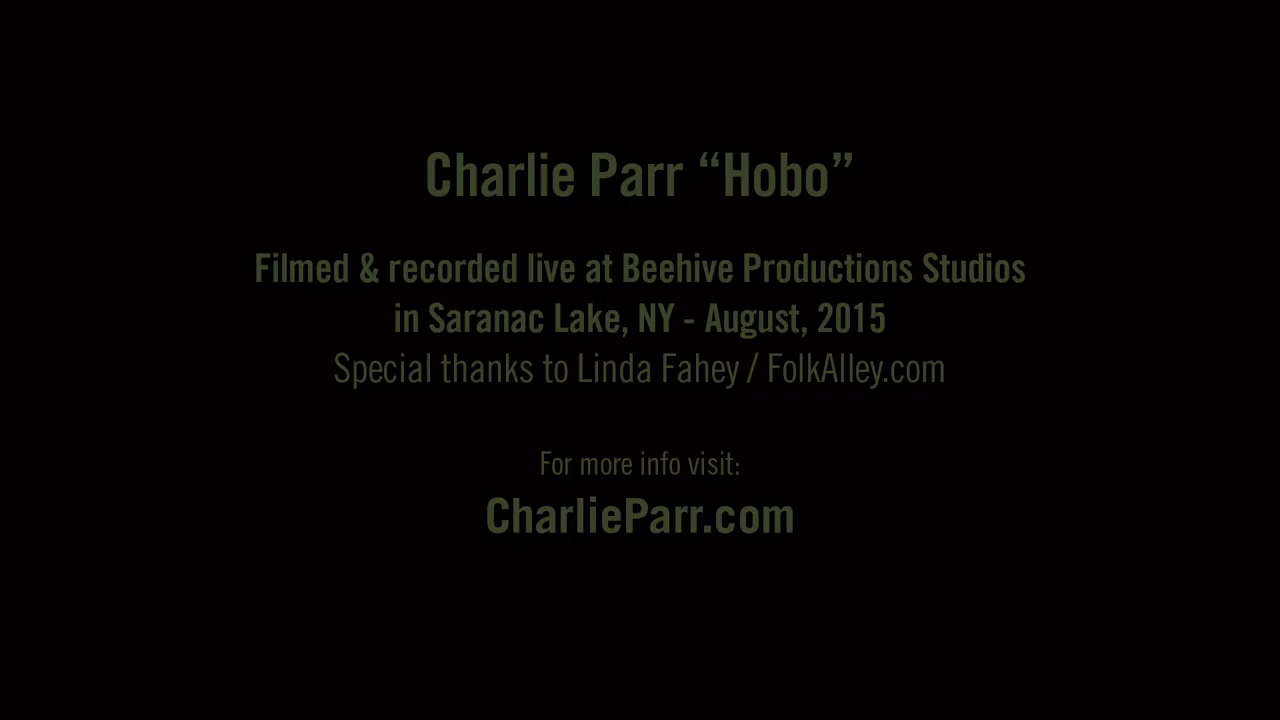 Charlie Parr “Hobo”
Filmed & recorded live at Beehive Productions Studios
in Saranac Lake, NY - August, 2015
Special thanks to Linda Fahey / FolkAlley.com
For more info visit:
CharlieParr.com